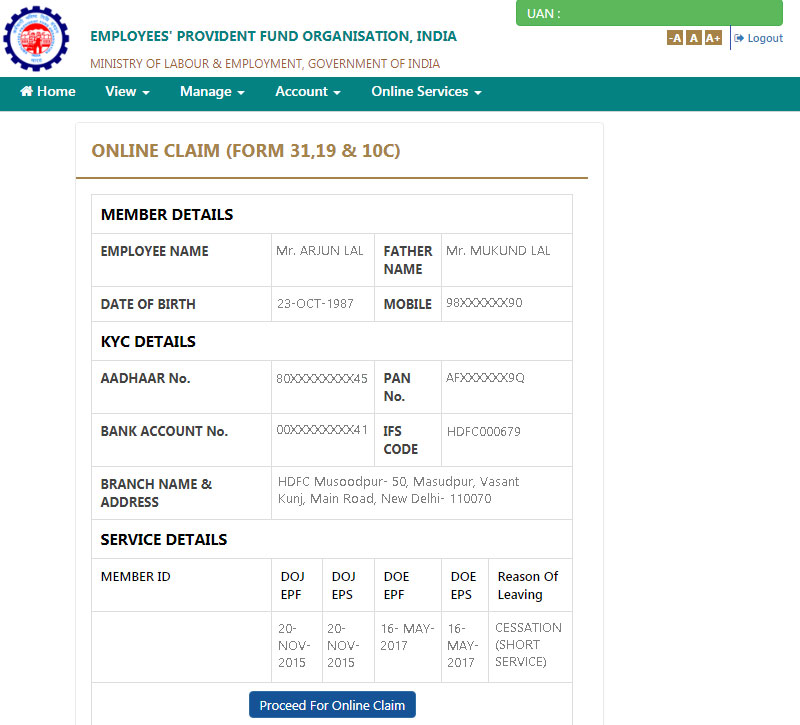 UAN :
EMPLOYEES' PROVIDENT FUND ORGANISATION, INDIA
-A A A+ Logout
MINISTRY OF LABOUR & EMPLOYMENT, GOVERNMENT OF INDIA
Home View Manage Account Online Services
ONLINE CLAIM (FORM 31,19 & 10C)
MEMBER DETAILS
EMPLOYEE NAME Mr. ARJUN LAL FATHER Mr. MUKUND LAL
NAME
DATE OF BIRTH 23-OCT-1987 MOBILE 98XXXXXX90
KYC DETAILS
AADHAAR No. 80XXXXXXXX45 PAN AFXXXXXX9Q
No.
BANK ACCOUNT No. 00XXXXXXXX41 IFS HDFC000679
CODE
BRANCH NAME & HDFC Musoodpur- 50, Masudpur, Vasant
ADDRESS Kunj, Main Road, New Delhi- 110070
SERVICE DETAILS
MEMBER ID DOJ DOJ DOE DOE Reason Of
EPF EPS EPF EPS Leaving
20- 20- 16- MAY- 16- CESSATION
NOV- NOV- 2017 MAY- (SHORT
2015 2015 2017 SERVICE)
Proceed For Online Claim